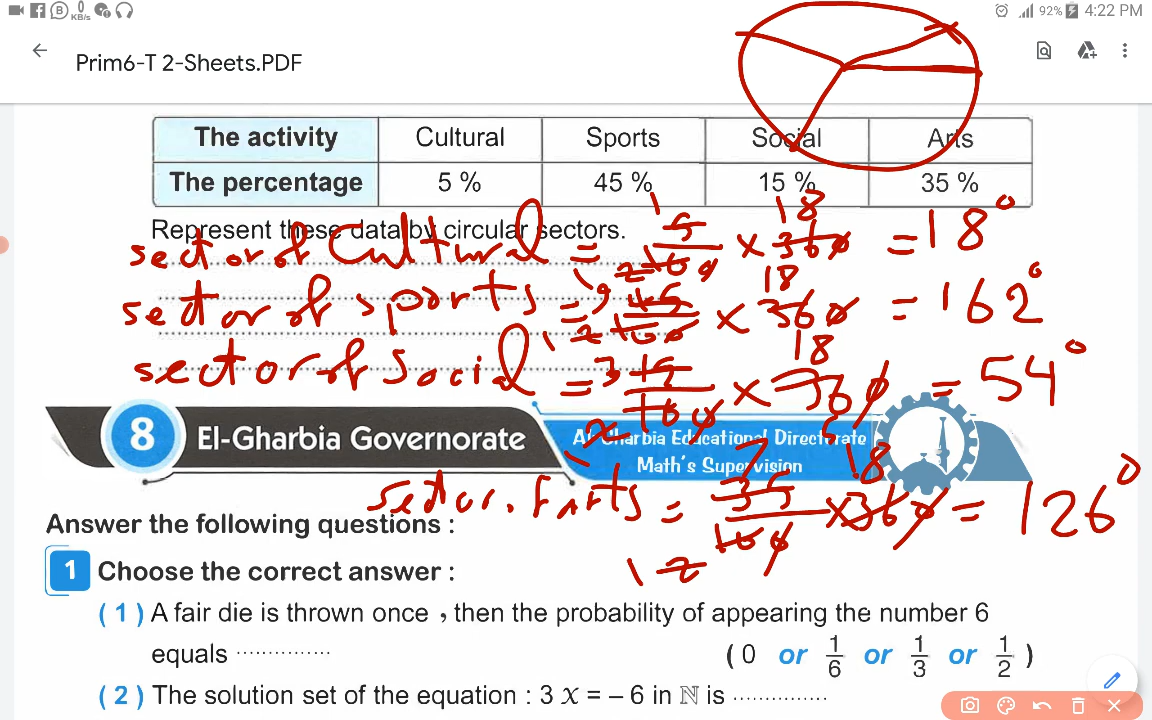 KB/s 92% 4:22 PM
Prim6-T 2-Sheets.PDF
The activity Cultural Sports Social Arts
The percentage 5 % 45 % 15 % 35 %
Represent these data by circular sectors.
sector of Cultural = 5/100 × 360 = 18°
sector of sports = 45/100 × 360 = 162°
sector of Social = 15/100 × 360 = 54°
8 El-Gharbia Governorate
Al-Gharbia Educational Directorate
Math's Supervision
sector of Arts = 35/100 × 360 = 126°
Answer the following questions :
1 Choose the correct answer :
( 1 ) A fair die is thrown once , then the probability of appearing the number 6
equals ............... ( 0 or 1/6 or 1/3 or 1/2 )
( 2 ) The solution set of the equation : 3 x = – 6 in ℕ is ...............